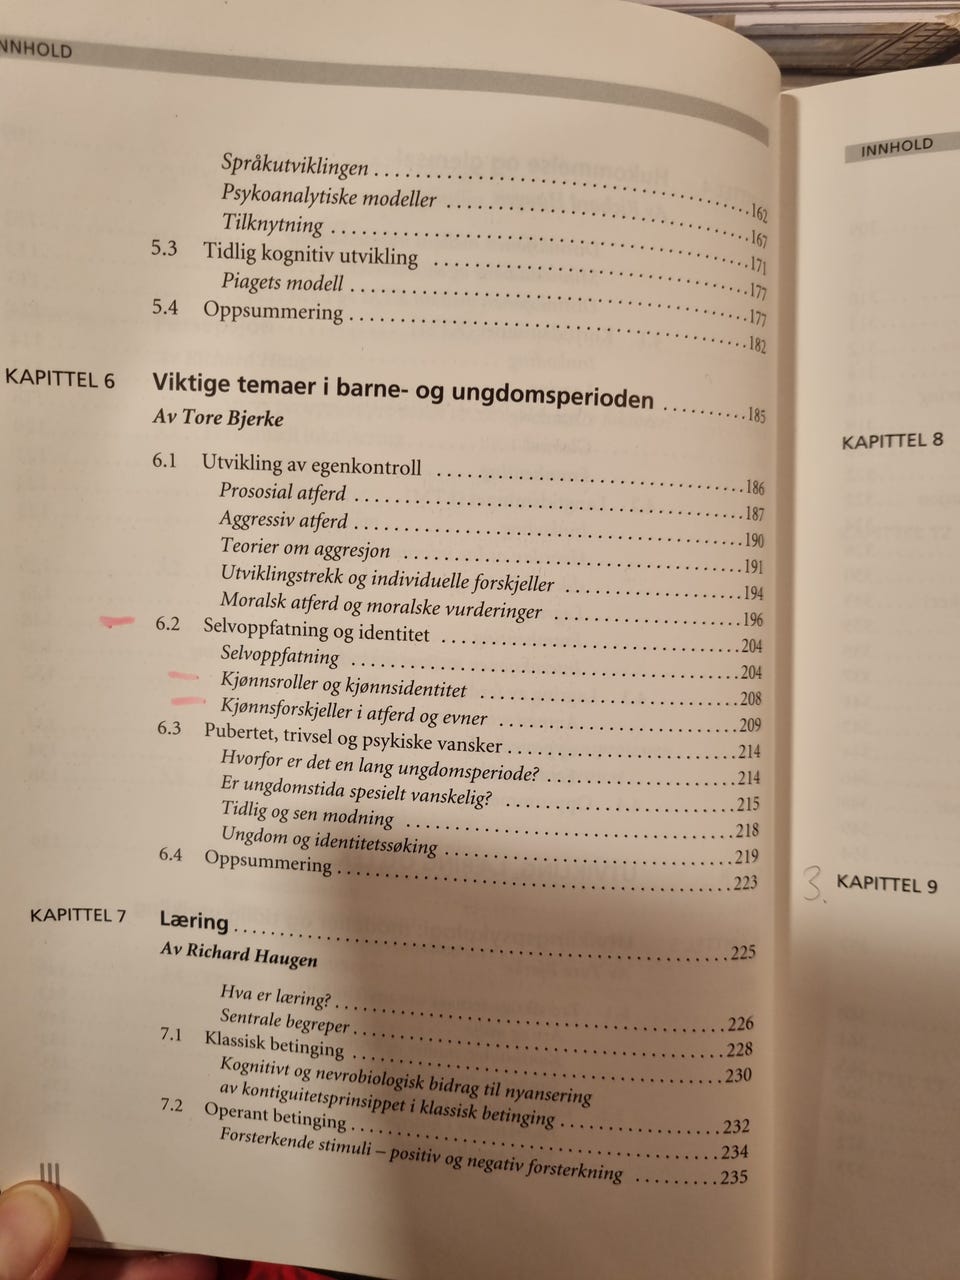 INNHOLD
Språkutviklingen 162
Psykoanalytiske modeller 167
Tilknytning 171
5.3 Tidlig kognitiv utvikling 177
Piagets modell 177
5.4 Oppsummering 182
KAPITTEL 6 Viktige temaer i barne- og ungdomsperioden 185
Av Tore Bjerke
6.1 Utvikling av egenkontroll 186
Prososial atferd 187
Aggressiv atferd 190
Teorier om aggresjon 191
Utviklingstrekk og individuelle forskjeller 194
Moralsk atferd og moralske vurderinger 196
6.2 Selvoppfatning og identitet 204
Selvoppfatning 204
Kjønnsroller og kjønnsidentitet 208
Kjønnsforskjeller i atferd og evner 209
6.3 Pubertet, trivsel og psykiske vansker 214
Hvorfor er det en lang ungdomsperiode? 214
Er ungdomstida spesielt vanskelig? 215
Tidlig og sen modning 218
Ungdom og identitetssøking 219
6.4 Oppsummering 223
KAPITTEL 7 Læring 225
Av Richard Haugen
Hva er læring? 226
Sentrale begreper 228
7.1 Klassisk betinging 230
Kognitivt og nevrobiologisk bidrag til nyansering
av kontiguitetsprinsippet i klassisk betinging 232
7.2 Operant betinging 234
Forsterkende stimuli – positiv og negativ forsterkning 235
INNHOLD
KAPITTEL 8
3. KAPITTEL 9